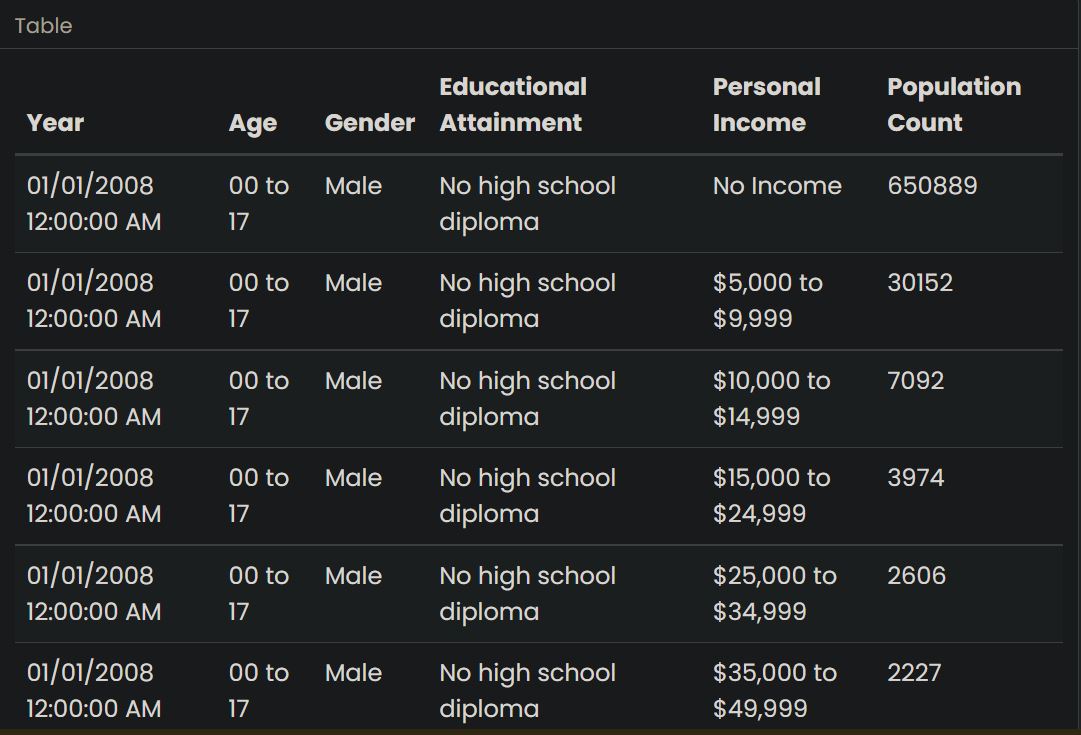 Table
Year Age Gender Educational Attainment Personal Income Population Count
01/01/2008 12:00:00 AM 00 to 17 Male No high school diploma No Income 650889
01/01/2008 12:00:00 AM 00 to 17 Male No high school diploma $5,000 to $9,999 30152
01/01/2008 12:00:00 AM 00 to 17 Male No high school diploma $10,000 to $14,999 7092
01/01/2008 12:00:00 AM 00 to 17 Male No high school diploma $15,000 to $24,999 3974
01/01/2008 12:00:00 AM 00 to 17 Male No high school diploma $25,000 to $34,999 2606
01/01/2008 12:00:00 AM 00 to 17 Male No high school diploma $35,000 to $49,999 2227